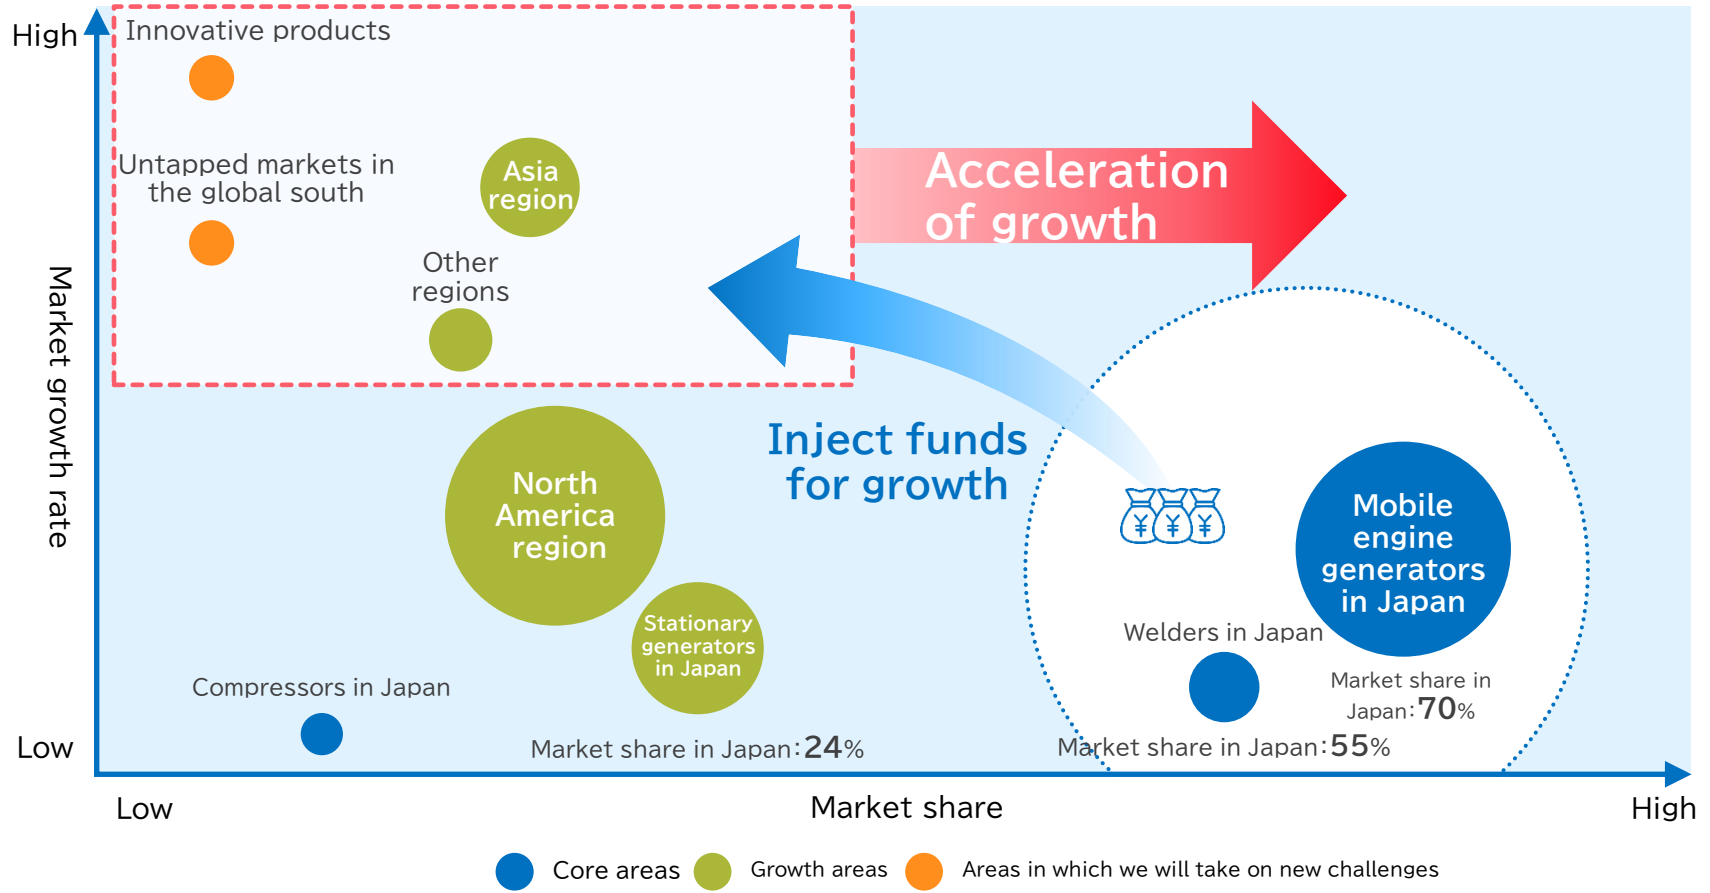 High
Innovative products
Untapped markets in
the global south
Asia
region
Other
regions
Acceleration
of growth
Market growth rate
Inject funds
for growth
North
America
region
¥ ¥ ¥
Mobile
engine
generators
in Japan
Stationary
generators
in Japan
Welders in Japan
Market share in
Japan:70%
Compressors in Japan
Market share in Japan:24%
Market share in Japan:55%
Low
Low
Market share
High
Core areas
Growth areas
Areas in which we will take on new challenges